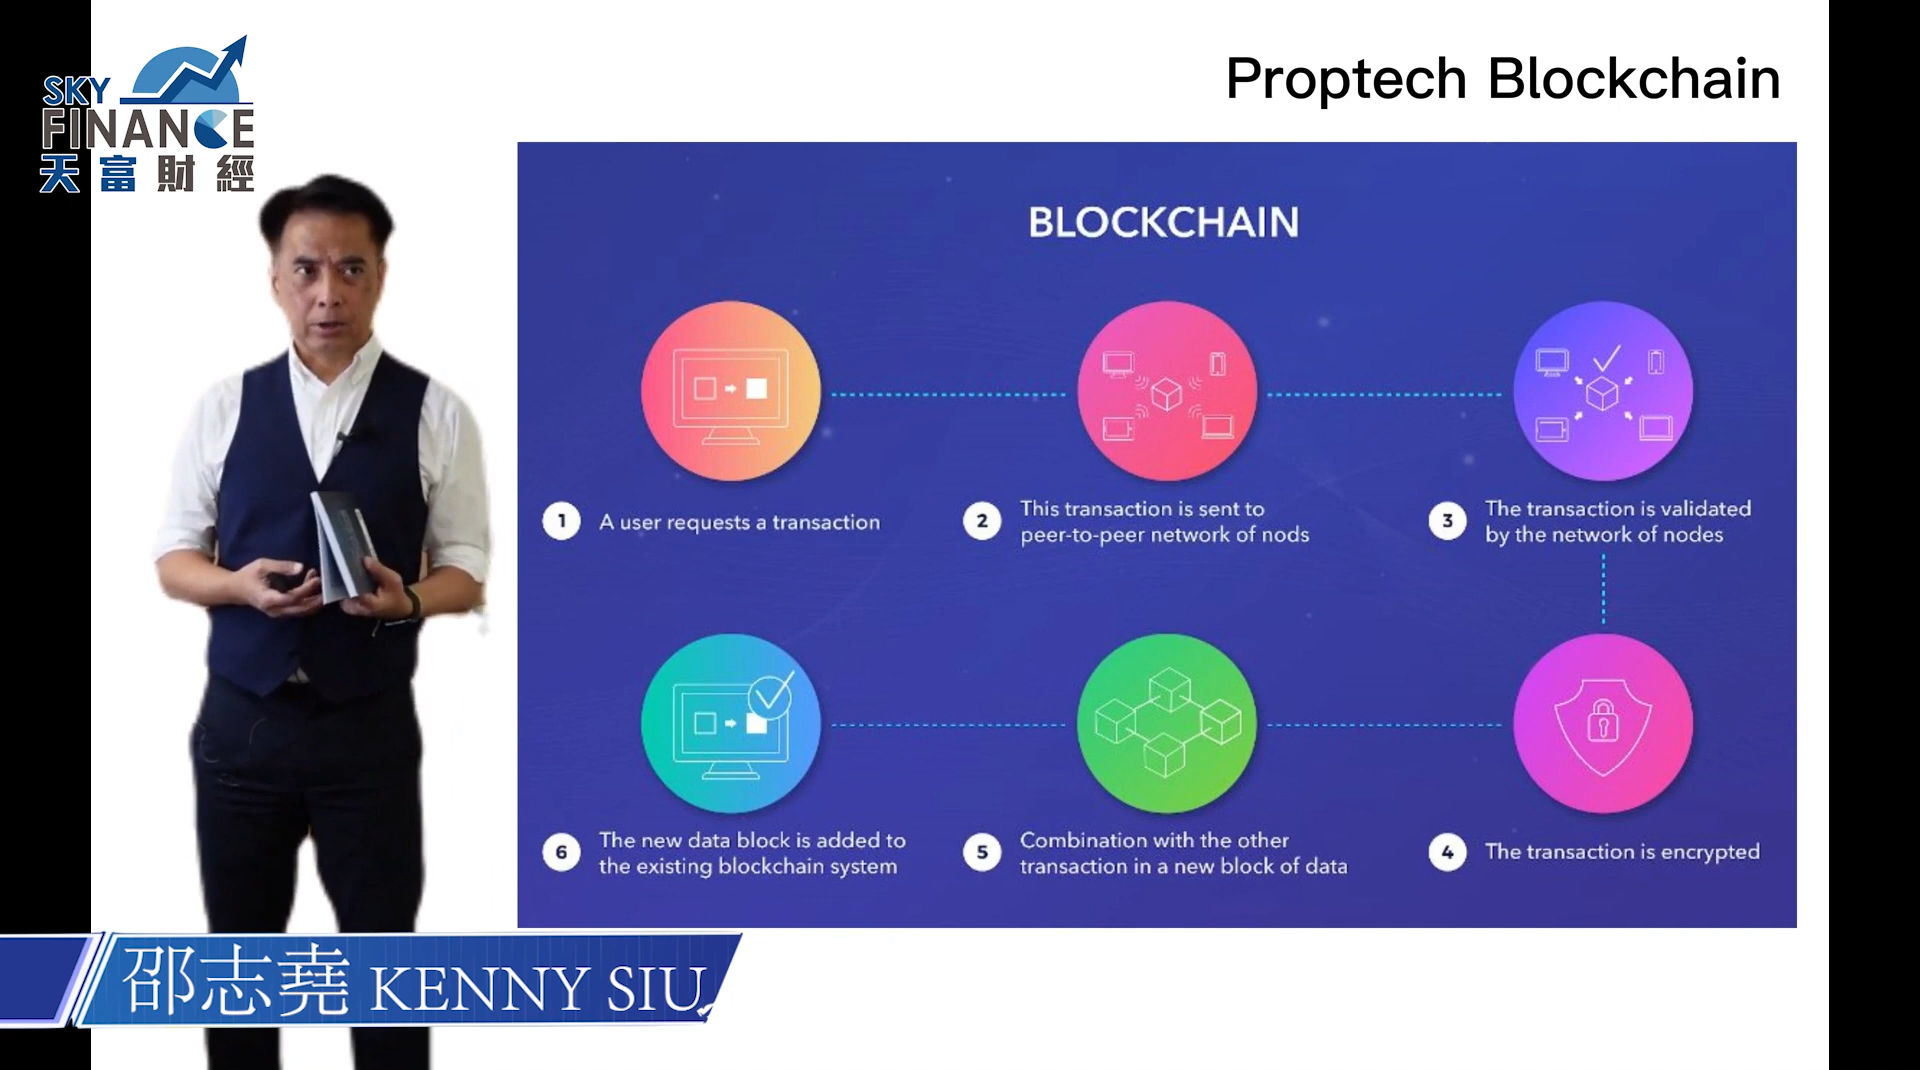 SKY
FINANCE
天富財經
Proptech Blockchain
BLOCKCHAIN
1 A user requests a transaction
2 This transaction is sent to
peer-to-peer network of nods
3 The transaction is validated
by the network of nodes
6 The new data block is added to
the existing blockchain system
5 Combination with the other
transaction in a new block of data
4 The transaction is encrypted
邵志堯 KENNY SIU